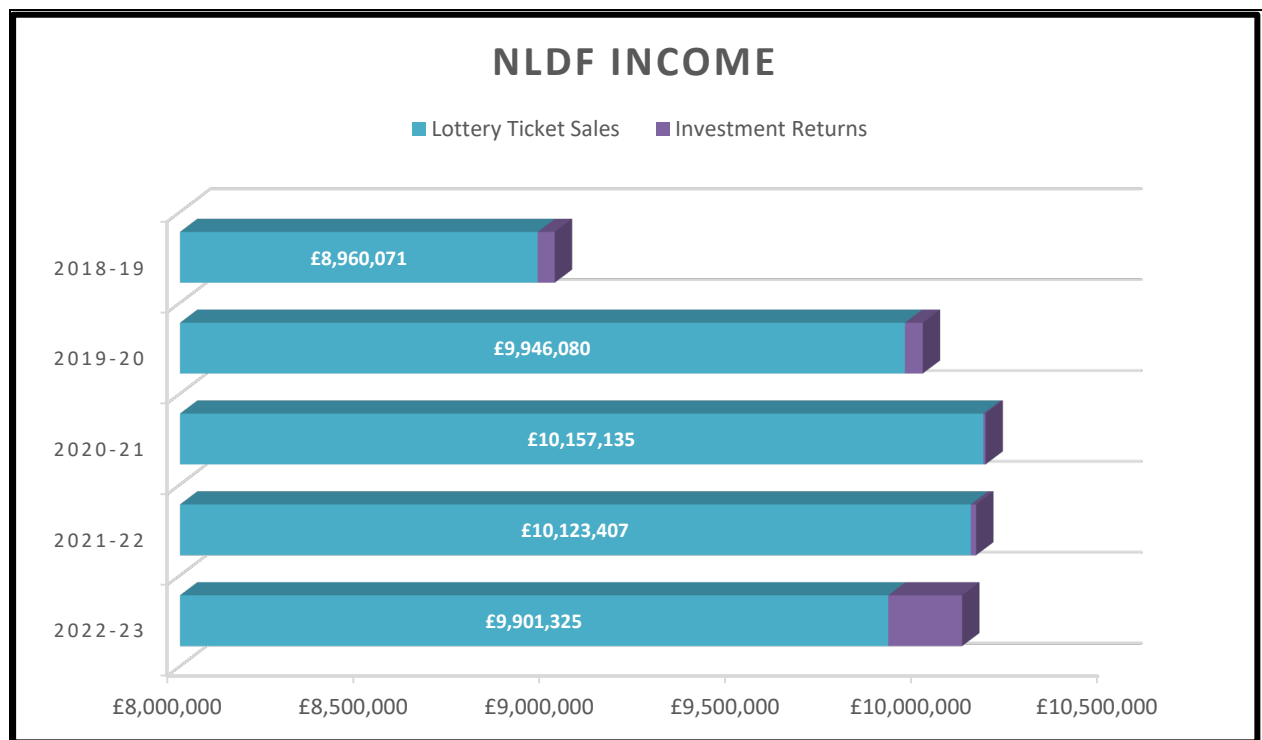 NLDF INCOME
Lottery Ticket Sales Investment Returns
2018-19 £8,960,071
2019-20 £9,946,080
2020-21 £10,157,135
2021-22 £10,123,407
2022-23 £9,901,325
£8,000,000 £8,500,000 £9,000,000 £9,500,000 £10,000,000 £10,500,000